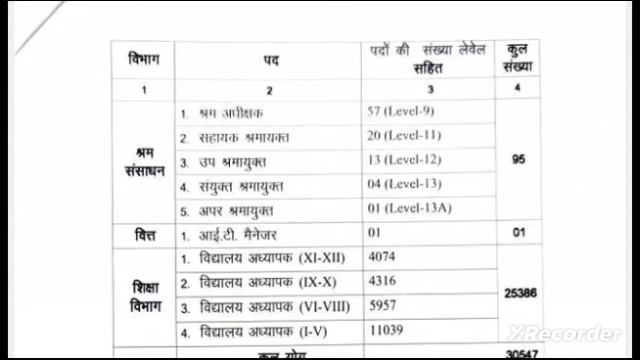 विभाग पद पदों की संख्या लेवेल सहित कुल संख्या
1 2 3 4
श्रम संसाधन
1. श्रम अधीक्षक 57 (Level-9)
2. सहायक श्रमायक्त 20 (Level-11)
3. उप श्रमायुक्त 13 (Level-12)
4. संयुक्त श्रमायुक्त 04 (Level-13)
5. अपर श्रमायुक्त 01 (Level-13A)
95
वित्त 1. आई.टी. मैनेजर 01 01
शिक्षा विभाग
1. विद्यालय अध्यापक (XI-XII) 4074
2. विद्यालय अध्यापक (IX-X) 4316
3. विद्यालय अध्यापक (VI-VIII) 5957
4. विद्यालय अध्यापक (I-V) 11039
25386
कुल योग 30547
XRecorder